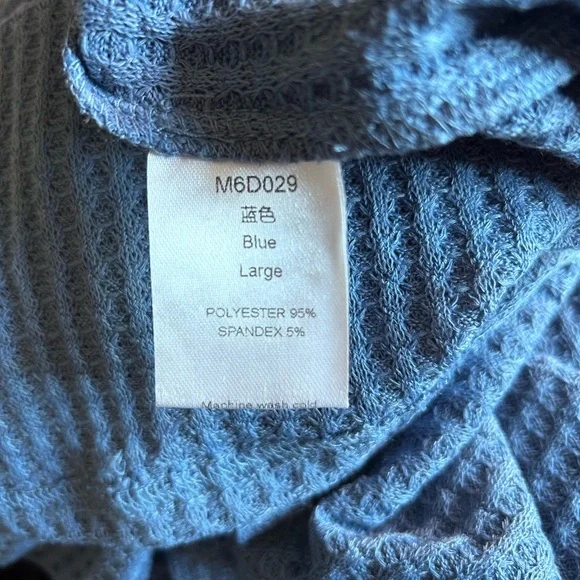 M6D029
蓝色
Blue
Large
POLYESTER 95%
SPANDEX 5%
Machine wash cold